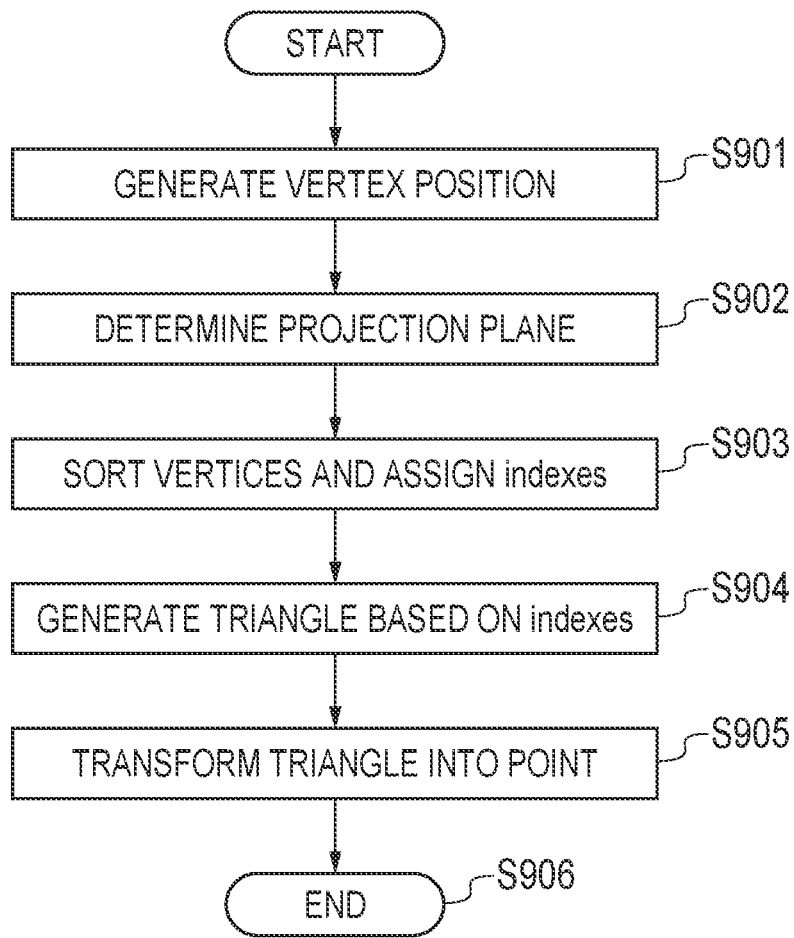 START
S901
GENERATE VERTEX POSITION
S902
DETERMINE PROJECTION PLANE
S903
SORT VERTICES AND ASSIGN indexes
S904
GENERATE TRIANGLE BASED ON indexes
S905
TRANSFORM TRIANGLE INTO POINT
S906
END